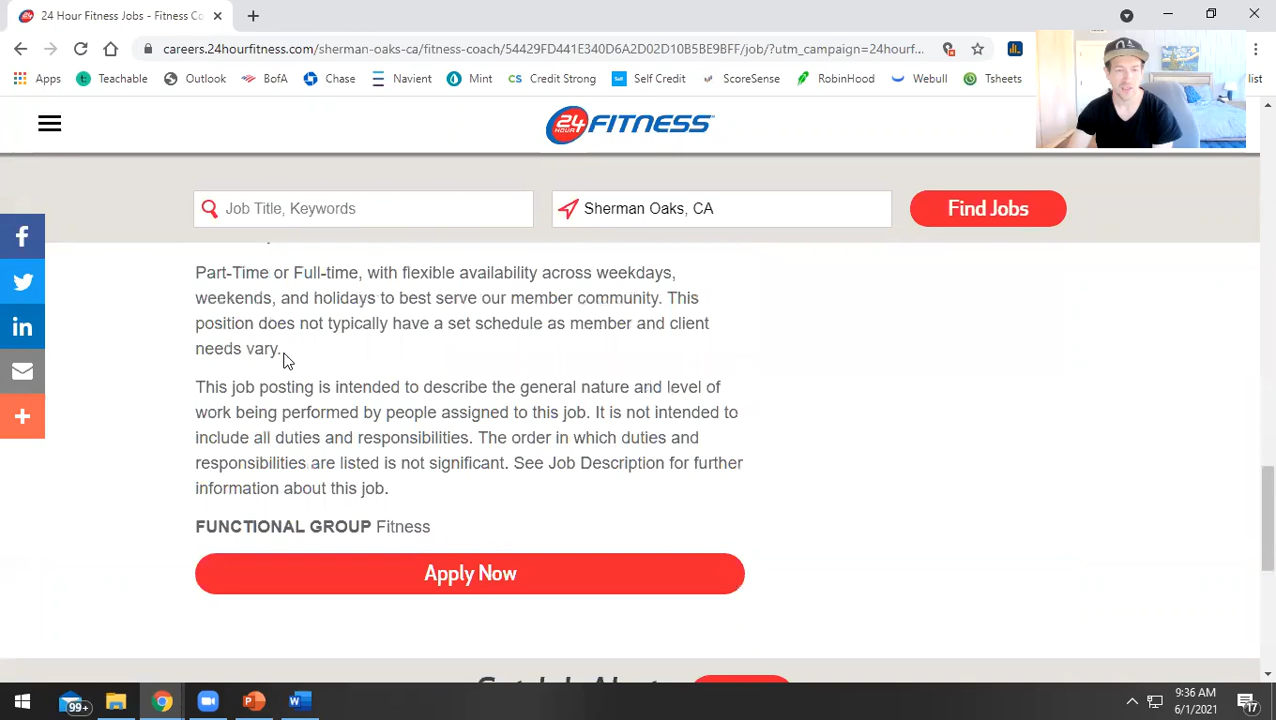 24 Hour Fitness Jobs - Fitness Co
careers.24hourfitness.com/sherman-oaks-ca/fitness-coach/54429FD441E340D6A2D02D10B5BE9BFF/job/?utm_campaign=24hourf...
Apps Teachable Outlook BofA Chase Navient Mint CS Credit Strong Self Self Credit ScoreSense RobinHood Webull Tsheets list
24 HOUR FITNESS
Job Title, Keywords
Sherman Oaks, CA
Find Jobs
Part-Time or Full-time, with flexible availability across weekdays,
weekends, and holidays to best serve our member community. This
position does not typically have a set schedule as member and client
needs vary.
This job posting is intended to describe the general nature and level of
work being performed by people assigned to this job. It is not intended to
include all duties and responsibilities. The order in which duties and
responsibilities are listed is not significant. See Job Description for further
information about this job.
FUNCTIONAL GROUP Fitness
Apply Now
99+
9:36 AM
6/1/2021
17